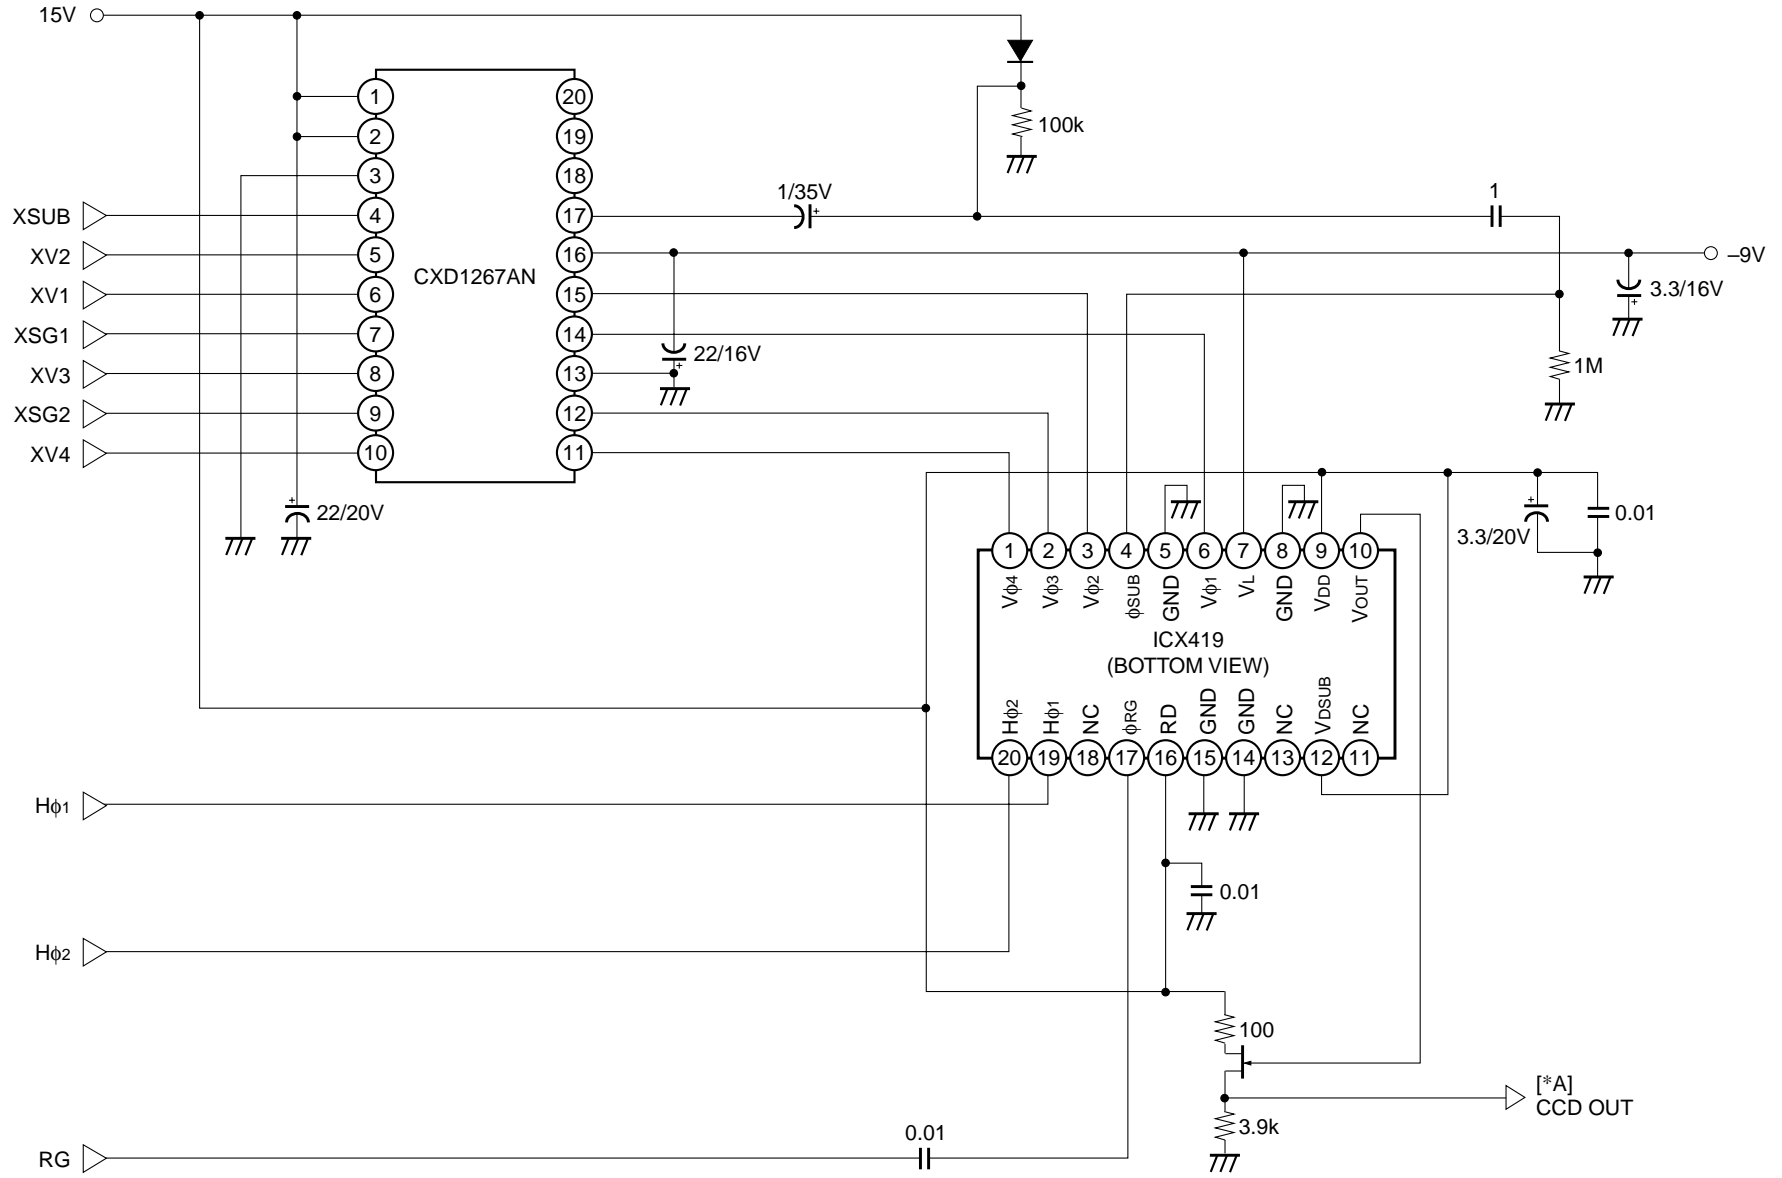 15V
1
20
2
19
100k
3
18
1/35V
1
XSUB
4
17
XV2
5
16
–9V
CXD1267AN
XV1
6
15
3.3/16V
XSG1
7
14
22/16V
XV3
8
13
1M
XSG2
9
12
XV4
10
11
22/20V
3.3/20V
0.01
1
2
3
4
5
6
7
8
9
10
Vϕ4
Vϕ3
Vϕ2
ϕSUB
GND
Vϕ1
VL
GND
VDD
VOUT
ICX419
(BOTTOM VIEW)
Hϕ2
Hϕ1
NC
ϕRG
RD
GND
GND
NC
VDSUB
NC
20
19
18
17
16
15
14
13
12
11
Hϕ1
0.01
Hϕ2
100
[*A]
CCD OUT
3.9k
0.01
RG